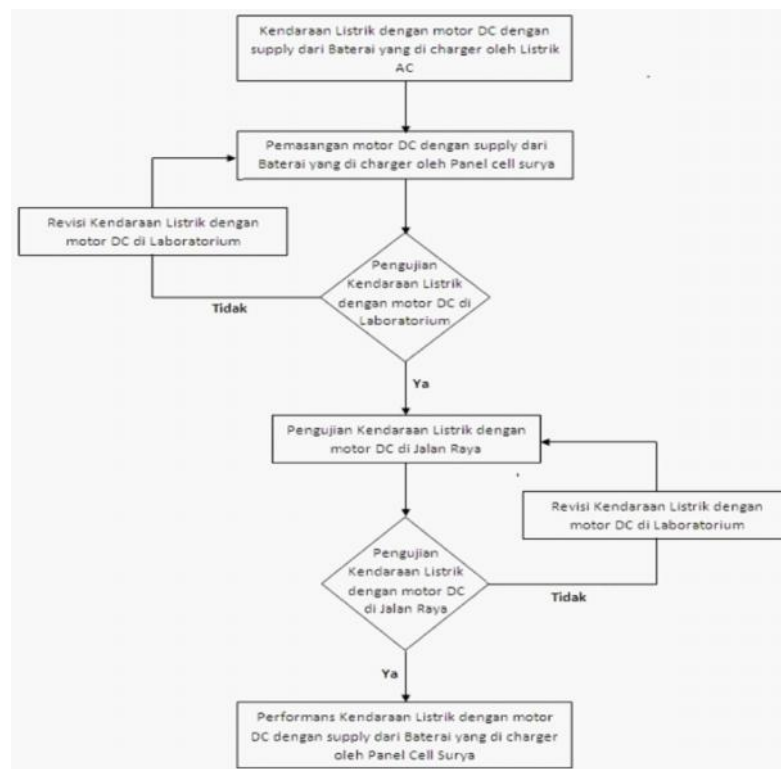 Kendaraan Listrik dengan motor DC dengan
supply dari Baterai yang di charger oleh Listrik
AC
Pemasangan motor DC dengan supply dari
Baterai yang di charger oleh Panel cell surya
Revisi Kendaraan Listrik dengan
motor DC di Laboratorium
Pengujian
Kendaraan Listrik
dengan motor DC di
Laboratorium
Tidak
Ya
Pengujian Kendaraan Listrik dengan
motor DC di Jalan Raya
Revisi Kendaraan Listrik dengan
motor DC di Laboratorium
Pengujian
Kendaraan Listrik
dengan motor DC
di Jalan Raya
Tidak
Ya
Performans Kendaraan Listrik dengan motor
DC dengan supply dari Baterai yang di charger
oleh Panel Cell Surya